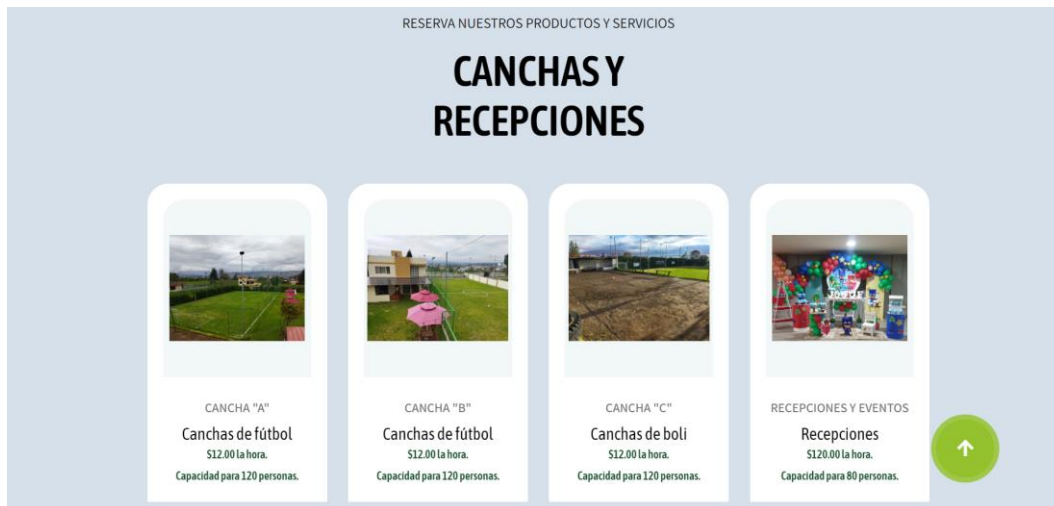 RESERVA NUESTROS PRODUCTOS Y SERVICIOS
CANCHAS Y
RECEPCIONES
CANCHA "A"
Canchas de fútbol
$12.00 la hora.
Capacidad para 120 personas.
CANCHA "B"
Canchas de fútbol
$12.00 la hora.
Capacidad para 120 personas.
CANCHA "C"
Canchas de boli
$12.00 la hora.
Capacidad para 120 personas.
RECEPCIONES Y EVENTOS
Recepciones
$120.00 la hora.
Capacidad para 80 personas.